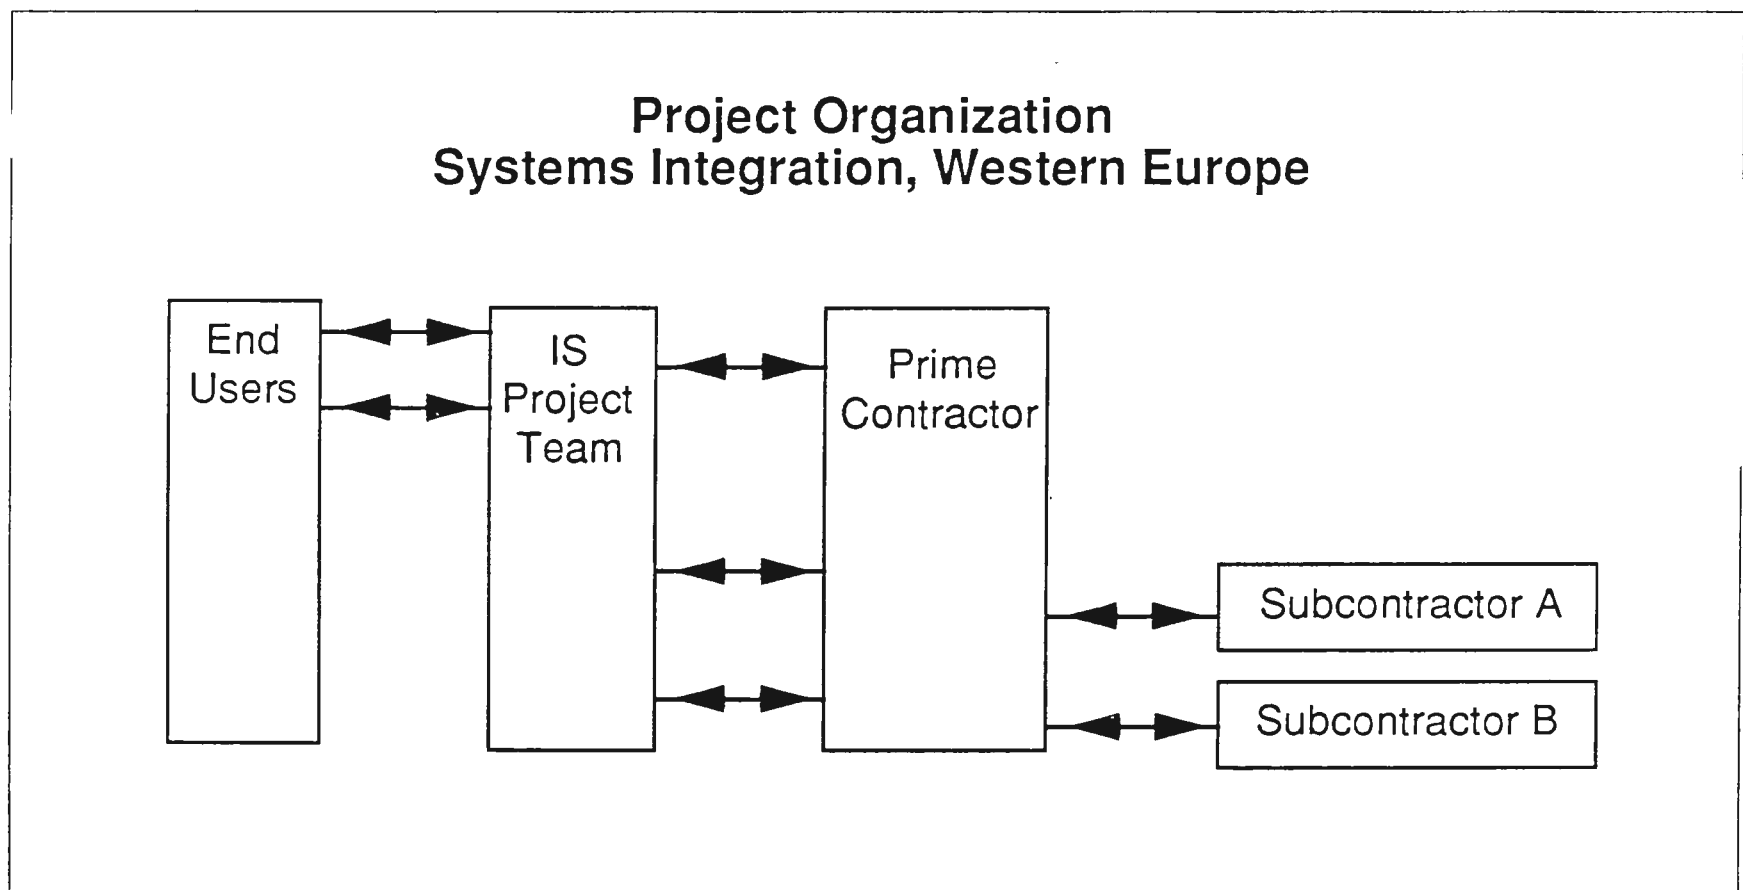 Project Organization
Systems Integration, Western Europe
End
Users
IS
Project
Team
Prime
Contractor
Subcontractor A
Subcontractor B